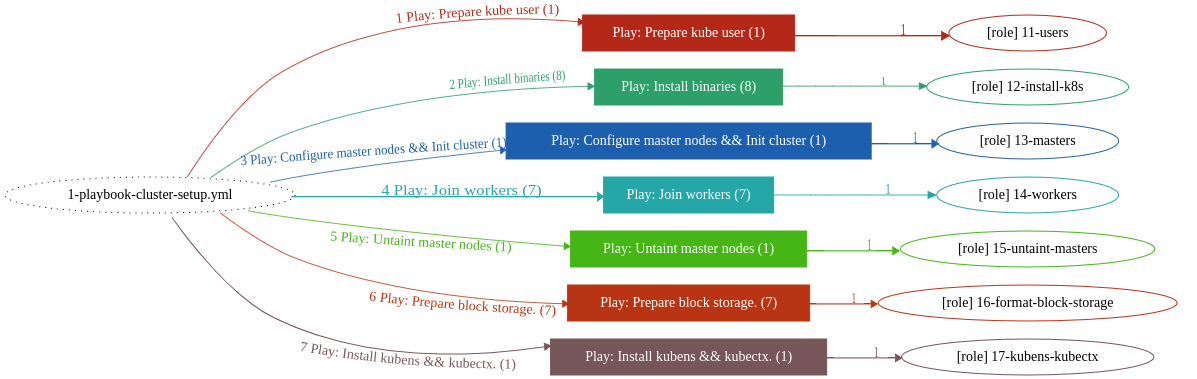 1 Play: Prepare kube user (1)
Play: Prepare kube user (1)
1
[role] 11-users
2 Play: Install binaries (8)
Play: Install binaries (8)
1
[role] 12-install-k8s
3 Play: Configure master nodes && Init cluster (1)
Play: Configure master nodes && Init cluster (1)
1
[role] 13-masters
1-playbook-cluster-setup.yml
4 Play: Join workers (7)
Play: Join workers (7)
1
[role] 14-workers
5 Play: Untaint master nodes (1)
Play: Untaint master nodes (1)
1
[role] 15-untaint-masters
6 Play: Prepare block storage. (7)
Play: Prepare block storage. (7)
1
[role] 16-format-block-storage
7 Play: Install kubens && kubectx. (1)
Play: Install kubens && kubectx. (1)
1
[role] 17-kubens-kubectx